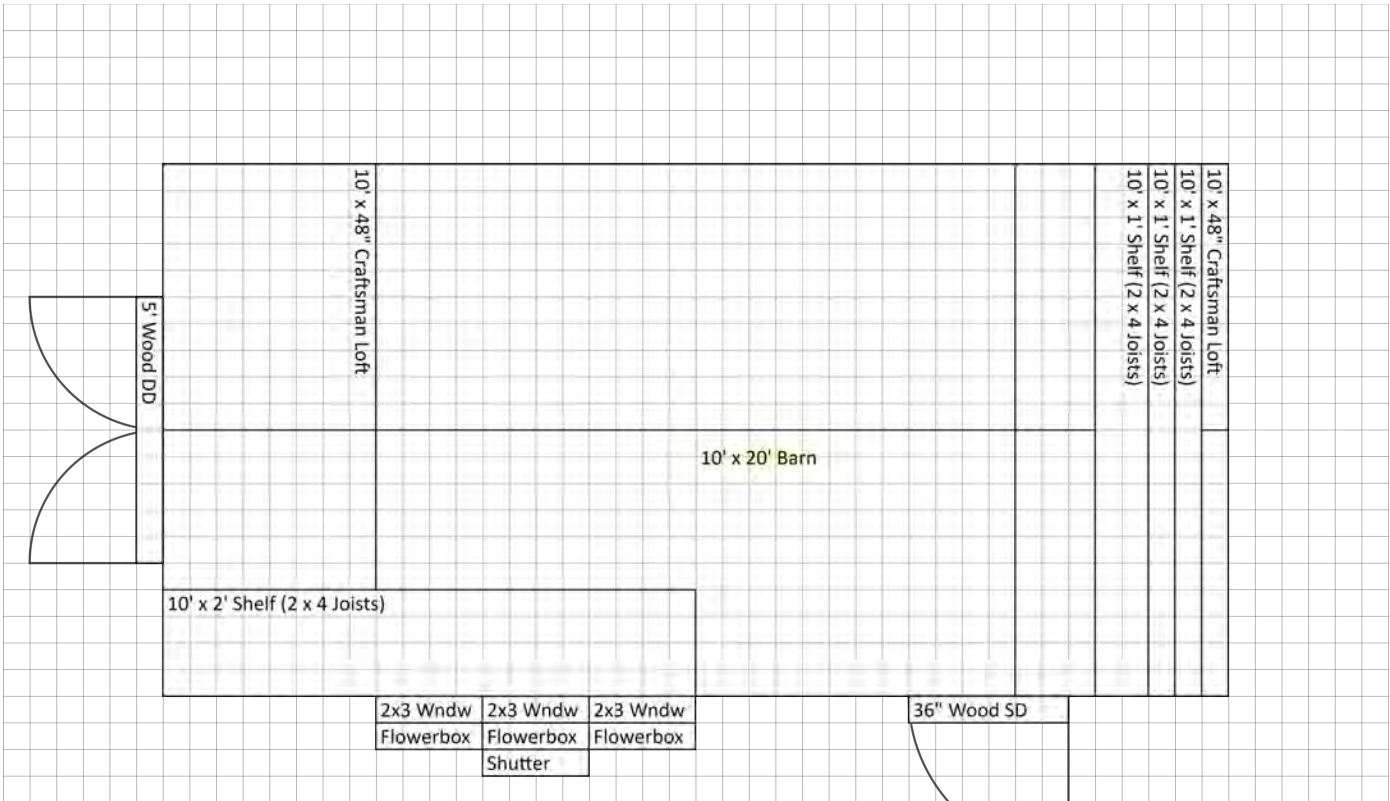 10' x 48" Craftsman Loft
10' x 1' Shelf (2 x 4 Joists)
10' x 1' Shelf (2 x 4 Joists)
10' x 1' Shelf (2 x 4 Joists)
10' x 48" Craftsman Loft
5' Wood DD
10' x 20' Barn
10' x 2' Shelf (2 x 4 Joists)
2x3 Wndw 2x3 Wndw 2x3 Wndw
36" Wood SD
Flowerbox Flowerbox Flowerbox
Shutter